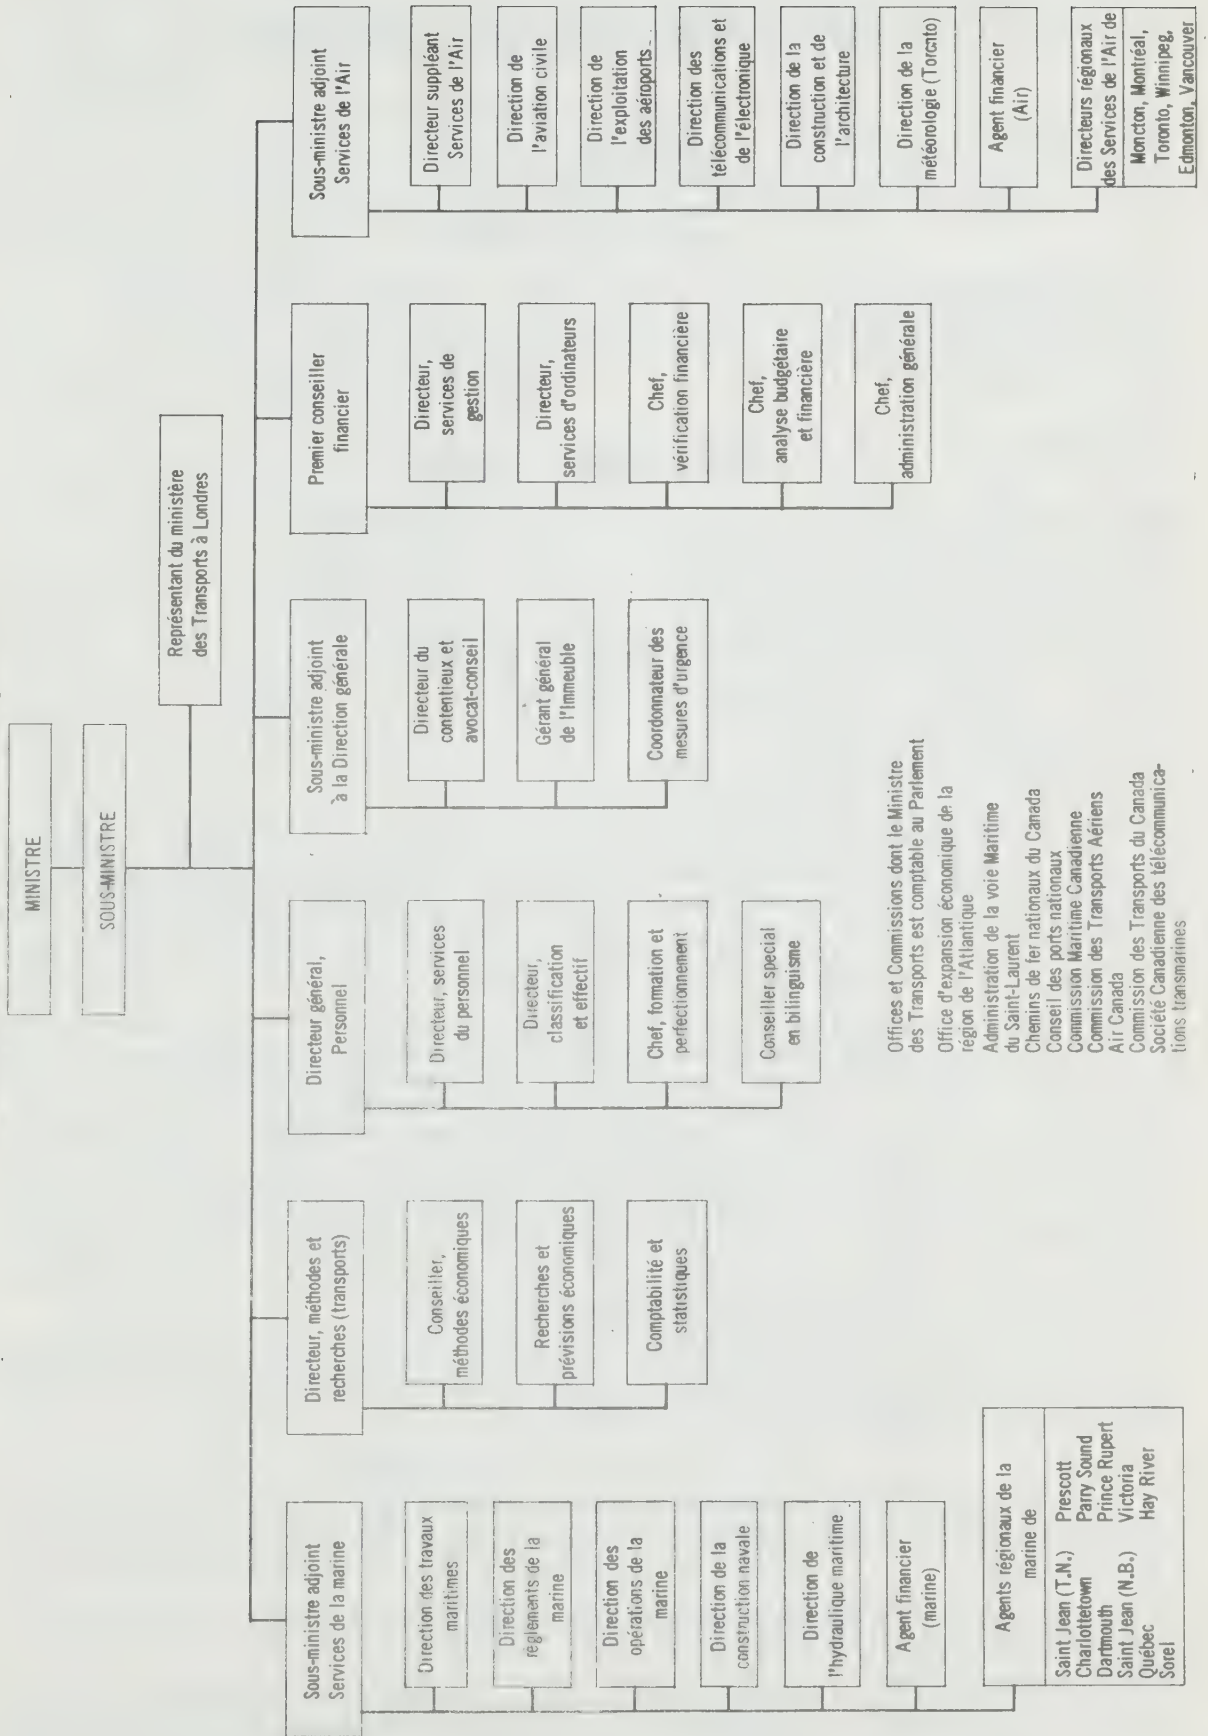 MINISTRE
SOUS-MINISTRE
Représentant du ministère
des Transports à Londres
Sous-ministre adjoint
Services de la marine
Direction des travaux
maritimes
Direction des
règlements de la
marine
Direction des
opérations de la
marine
Direction de la
construction navale
Direction de
l'hydraulique maritime
Agent financier
(marine)
Agents régionaux de la
marine de
Saint Jean (T.N.) Prescott
Charlottetown Parry Sound
Dartmouth Prince Rupert
Saint Jean (N.B.) Victoria
Québec Hay River
Sorel
Directeur, méthodes et
recherches (transports)
Conseiller,
méthodes économiques
Recherches et
prévisions économiques
Comptabilité et
statistiques
Directeur général,
Personnel
Directeur, services
du personnel
Directeur,
classification
et effectif
Chef, formation et
perfectionnement
Conseiller special
en bilinguisme
Sous-ministre adjoint
à la Direction générale
Directeur du
contentieux et
avocat-conseil
Gérant général
de l'Immeuble
Coordonnateur des
mesures d'urgence
Premier conseiller
financier
Directeur,
services de
gestion
Directeur,
services d'ordinateurs
Chef,
vérification financière
Chef,
analyse budgétaire
et financière
Chef,
administration générale
Sous-ministre adjoint
Services de l'Air
Directeur suppléant
Services de l'Air
Direction de
l'aviation civile
Direction de
l'exploitation
des aéroports
Direction des
télécommunications et
de l'électronique
Direction de la
construction et de
l'architecture
Direction de la
météorologie (Toronto)
Agent financier
(Air)
Directeurs régionaux
des Services de l'Air de
Moncton, Montréal,
Toronto, Winnipeg,
Edmonton, Vancouver
Offices et Commissions dont le Ministre
des Transports est comptable au Parlement
Office d'expansion économique de la
région de l'Atlantique
Administration de la voie Maritime
du Saint-Laurent
Chemins de fer nationaux du Canada
Conseil des ports nationaux
Commission Maritime Canadienne
Commission des Transports Aériens
Air Canada
Commission des Transports du Canada
Société Canadienne des télécommunica-
tions transmarines